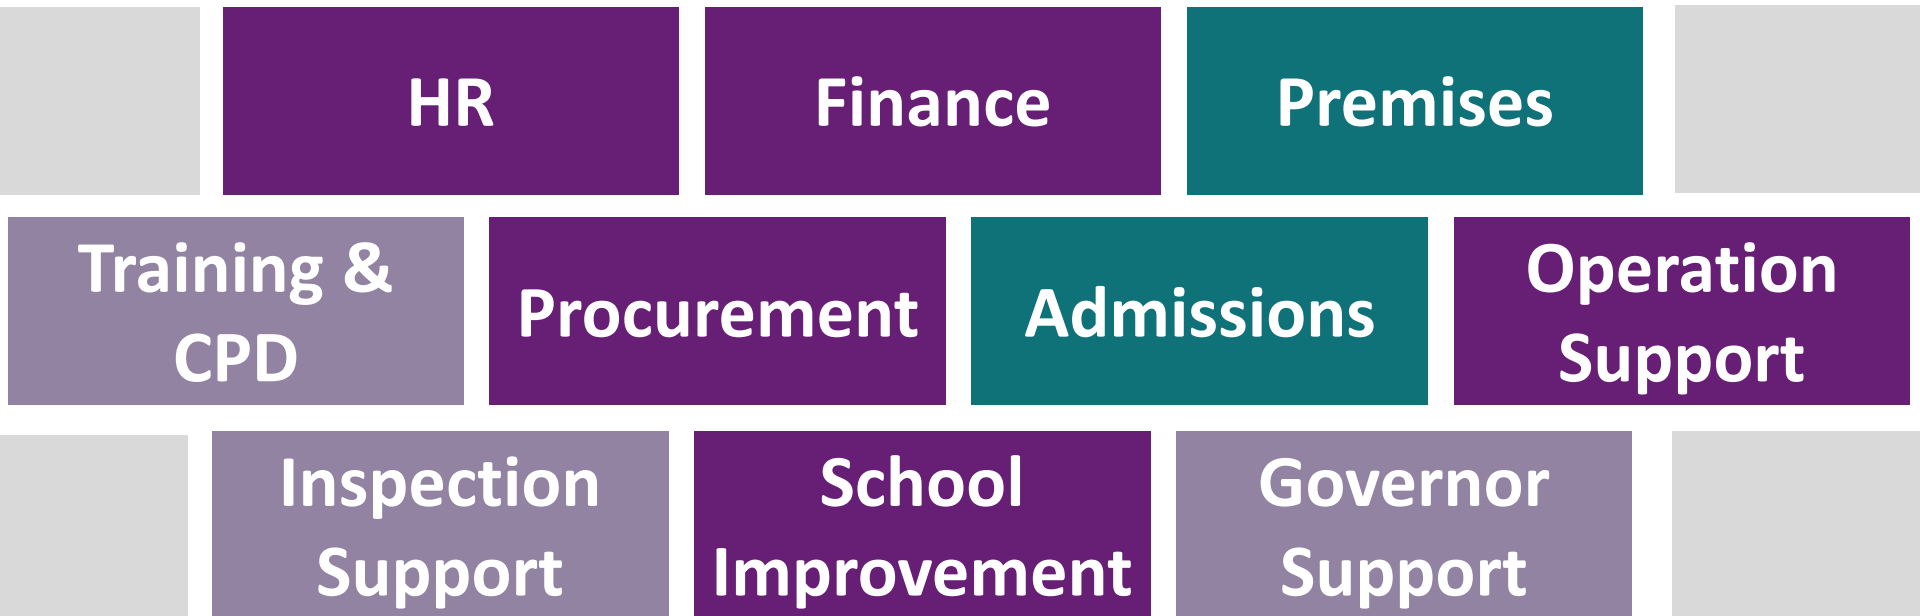 HR
Finance
Premises
Training &
CPD
Procurement
Admissions
Operation
Support
Inspection
Support
School
Improvement
Governor
Support